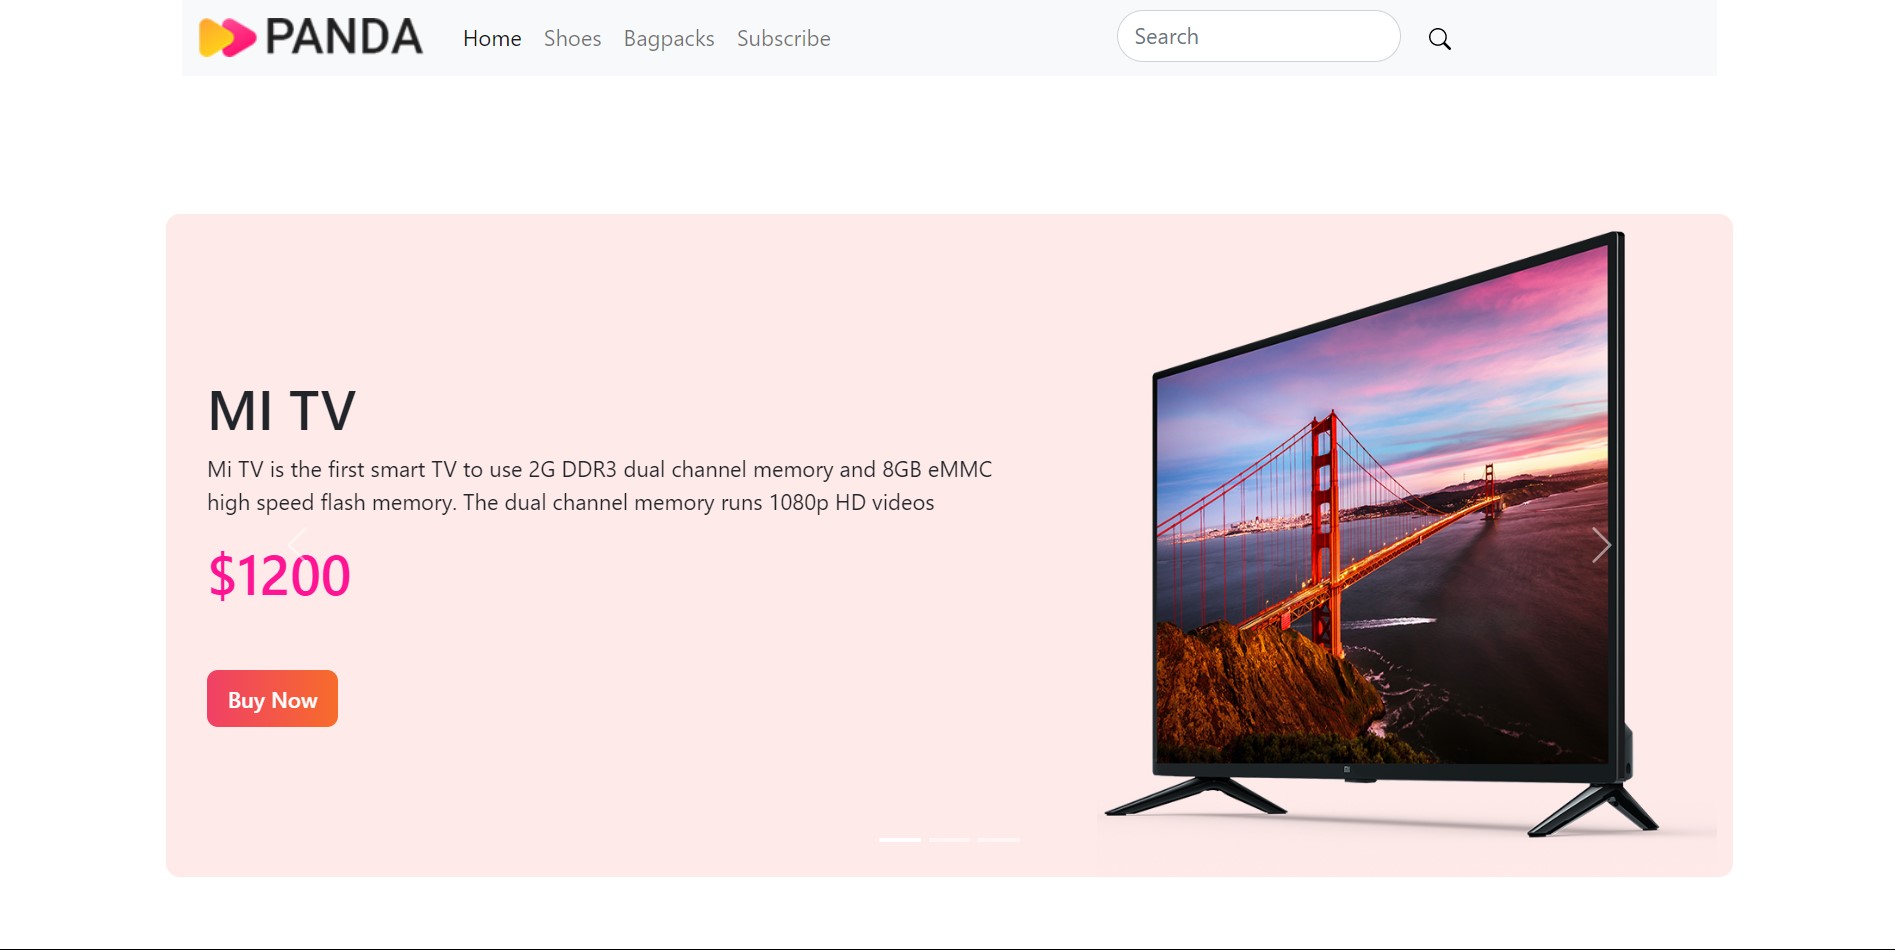 PANDA Home Shoes Bagpacks Subscribe Search
MI TV
Mi TV is the first smart TV to use 2G DDR3 dual channel memory and 8GB eMMC
high speed flash memory. The dual channel memory runs 1080p HD videos
$1200
Buy Now